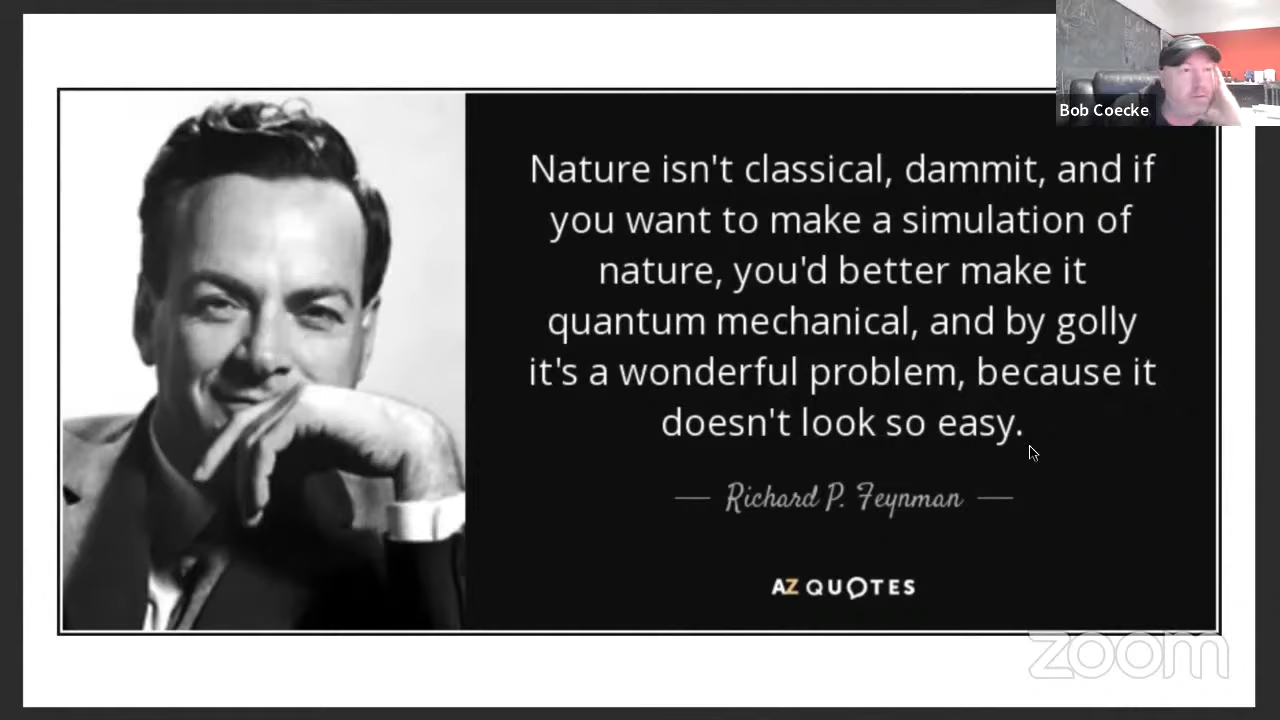 Bob Coecke
Nature isn't classical, dammit, and if
you want to make a simulation of
nature, you'd better make it
quantum mechanical, and by golly
it's a wonderful problem, because it
doesn't look so easy.
Richard P. Feynman
AZ QUOTES
zoom